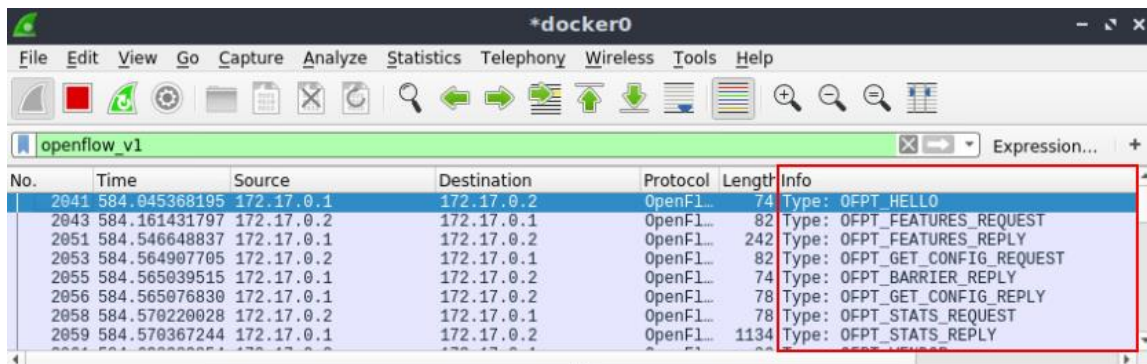 *docker0
File Edit View Go Capture Analyze Statistics Telephony Wireless Tools Help
openflow_v1 Expression... +
No. Time Source Destination Protocol Length Info
2041 584.045368195 172.17.0.1 172.17.0.2 OpenFl… 74 Type: OFPT_HELLO
2043 584.161431797 172.17.0.2 172.17.0.1 OpenFl… 82 Type: OFPT_FEATURES_REQUEST
2051 584.546648837 172.17.0.1 172.17.0.2 OpenFl… 242 Type: OFPT_FEATURES_REPLY
2053 584.564907705 172.17.0.2 172.17.0.1 OpenFl… 82 Type: OFPT_GET_CONFIG_REQUEST
2055 584.565039515 172.17.0.1 172.17.0.2 OpenFl… 74 Type: OFPT_BARRIER_REPLY
2056 584.565076830 172.17.0.1 172.17.0.2 OpenFl… 78 Type: OFPT_GET_CONFIG_REPLY
2058 584.570220028 172.17.0.2 172.17.0.1 OpenFl… 78 Type: OFPT_STATS_REQUEST
2059 584.570367244 172.17.0.1 172.17.0.2 OpenFl… 1134 Type: OFPT_STATS_REPLY